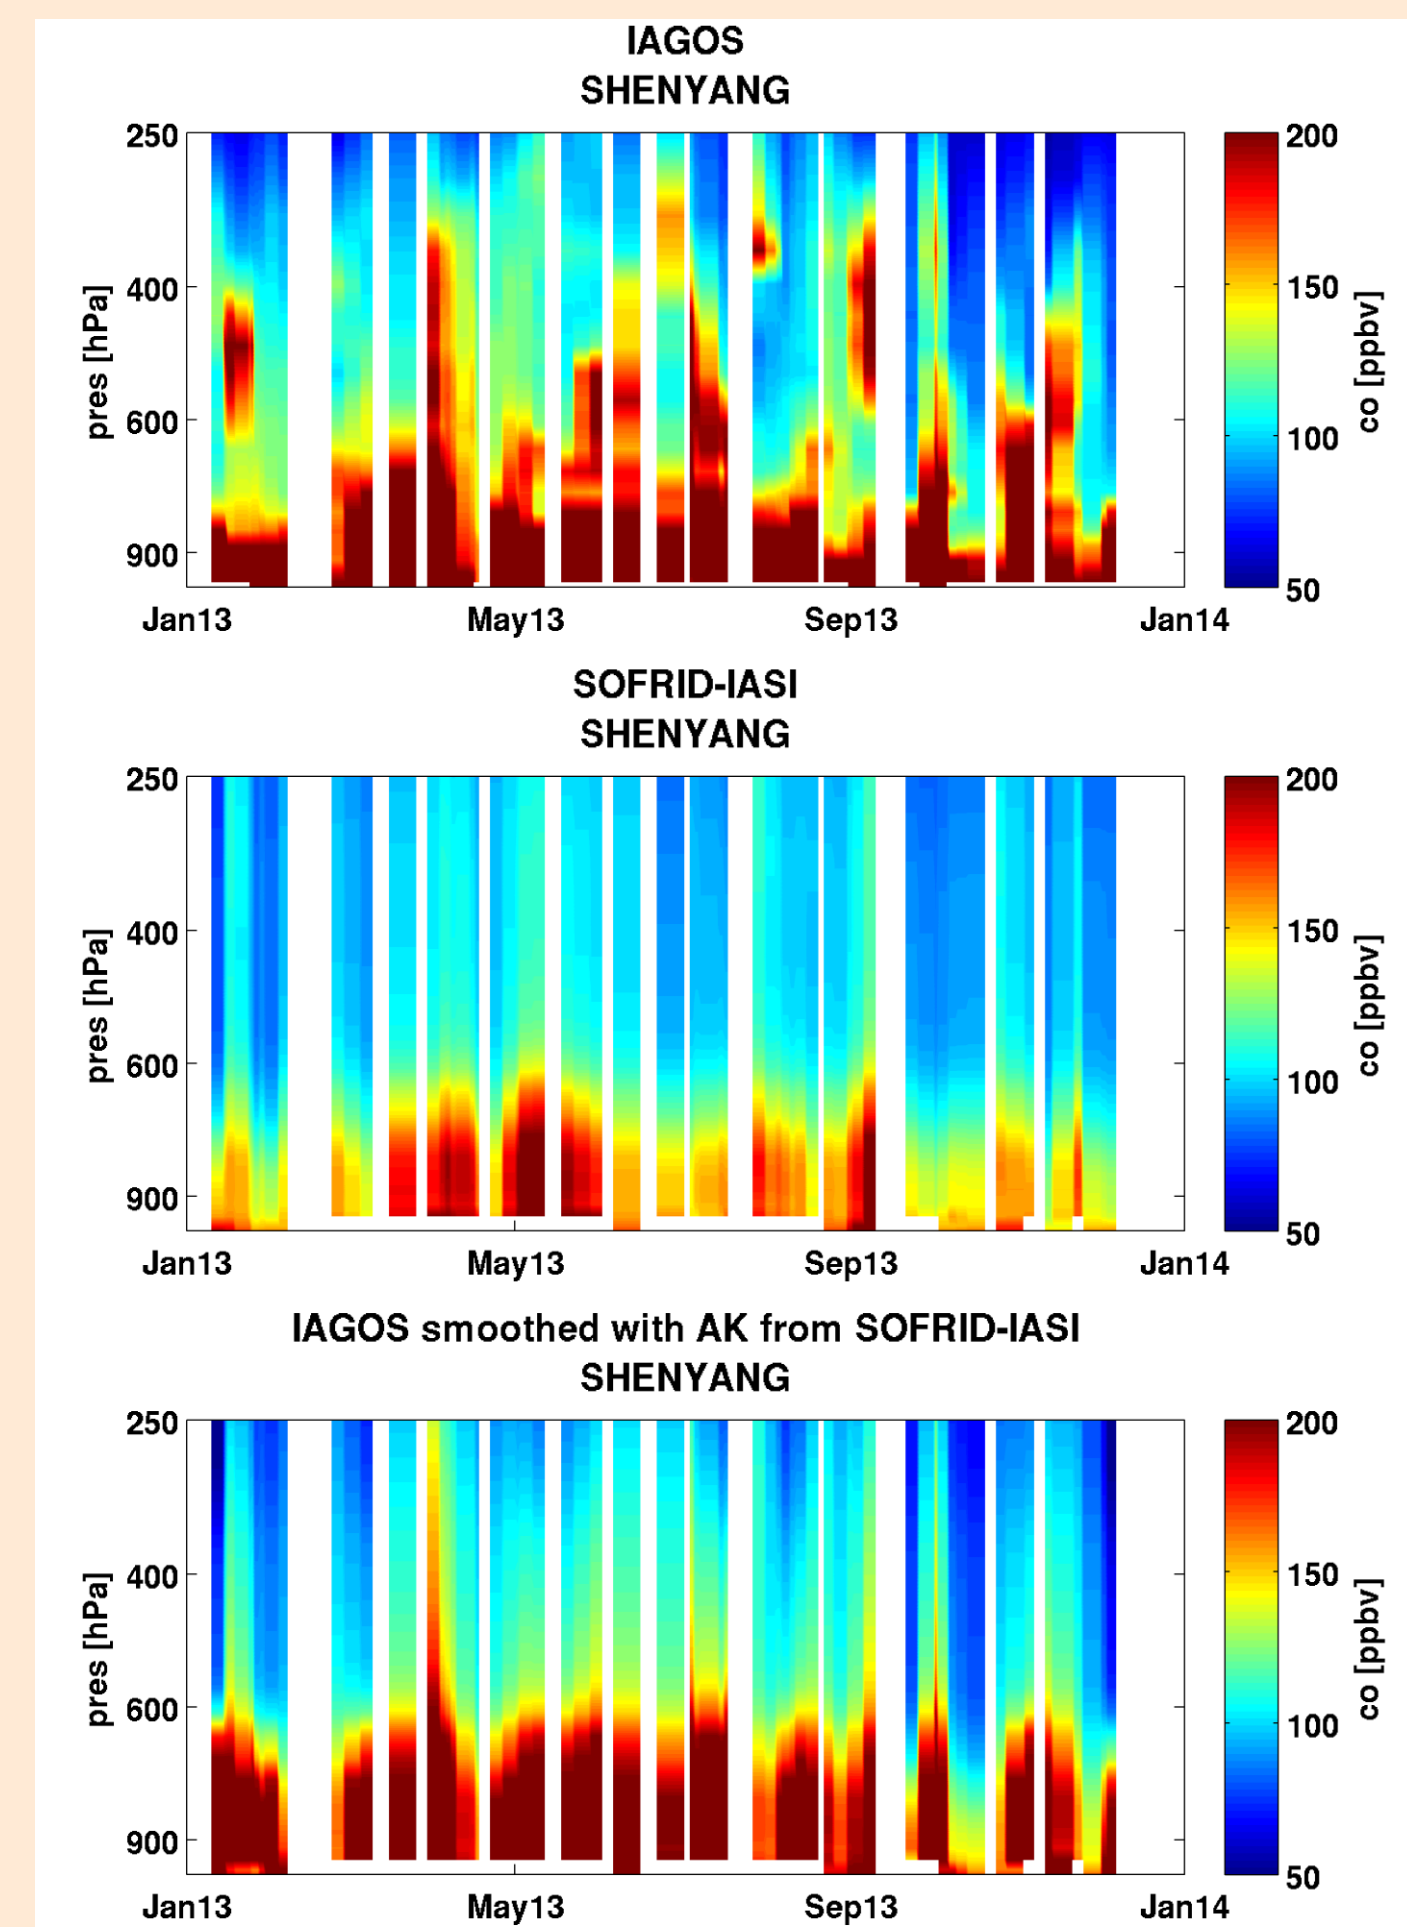 IAGOS
SHENYANG
250
400
600
900
pres [hPa]
Jan13 May13 Sep13 Jan14
200
150
100
50
co [ppbv]
SOFRID-IASI
SHENYANG
250
400
600
900
pres [hPa]
Jan13 May13 Sep13 Jan14
200
150
100
50
co [ppbv]
IAGOS smoothed with AK from SOFRID-IASI
SHENYANG
250
400
600
900
pres [hPa]
Jan13 May13 Sep13 Jan14
200
150
100
50
co [ppbv]